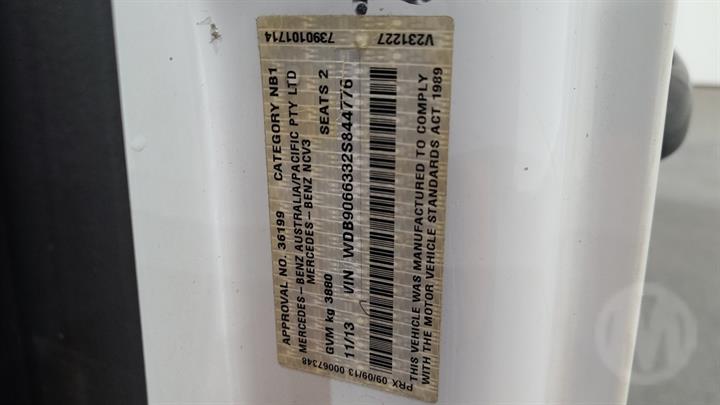 7390101714
V231227
APPROVAL NO. 36199 CATEGORY NB1
MERCEDES-BENZ AUSTRALIA/PACIFIC PTY LTD
MERCEDES-BENZ NCV3
GVM kg 3880 SEATS 2
11/13 VIN WDB9066332S844776
THIS VEHICLE WAS MANUFACTURED TO COMPLY
WITH THE MOTOR VEHICLE STANDARDS ACT 1989
PRX 09/09/13 00067348
M